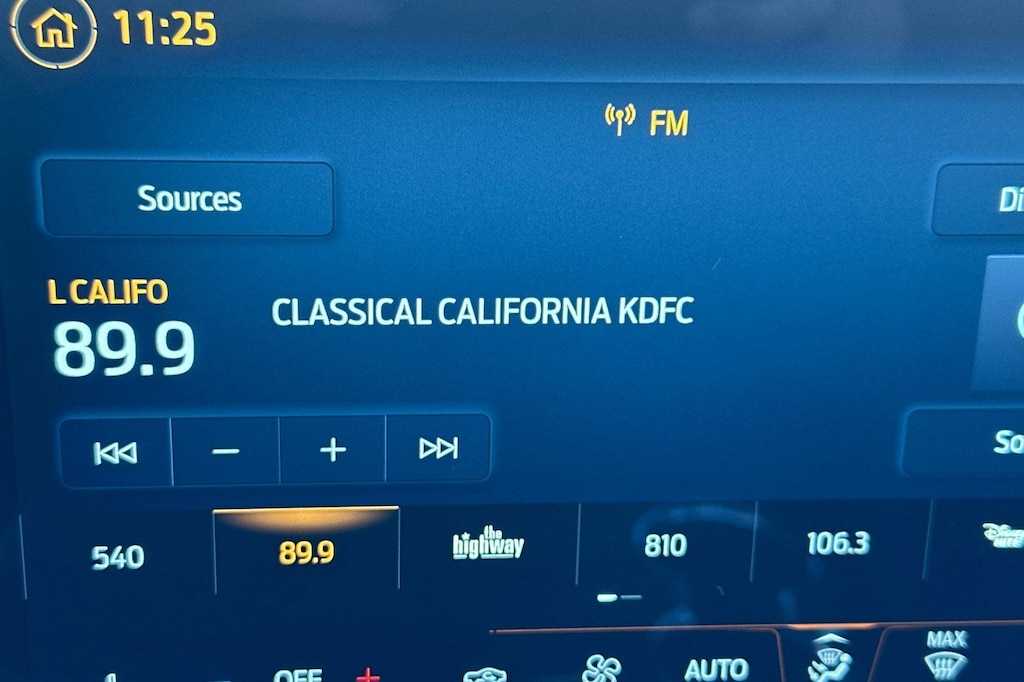 11:25
FM
Sources
L CALIFO
89.9
CLASSICAL CALIFORNIA KDFC
540
89.9
the highway
810
106.3
OFF
AUTO
MAX